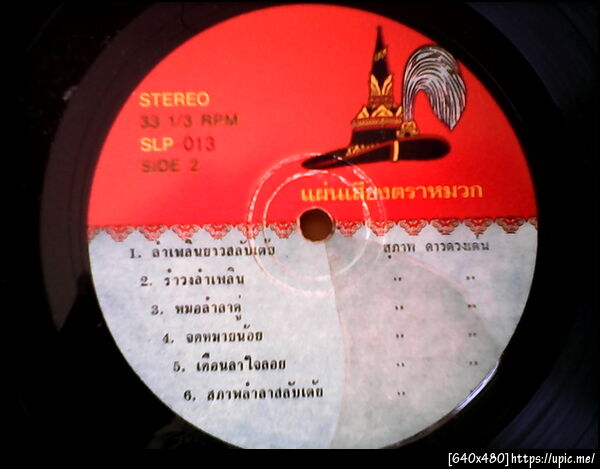 STEREO
33 1/3 RPM
SLP 013
SIDE 2
แผ่นเสียงตราหมวก
1. ลำเพลินยาวสลับเต้ย สุภาพ ดาวดวงเด่น
2. รำวงลำเพลิน " "
3. หมอลำลาคู่ " "
4. จดหมายน้อย " "
5. เดือนลาใจลอย " "
6. สุภาพลำลาสลับเต้ย " "
[640x480]https://upic.me/